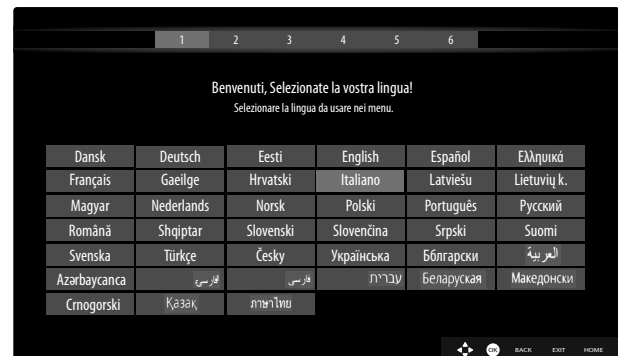 1 2 3 4 5 6
Benvenuti, Selezionate la vostra lingua!
Selezionare la lingua da usare nei menu.
Dansk Deutsch Eesti English Español Ελληνικά
Français Gaeilge Hrvatski Italiano Latviešu Lietuvių k.
Magyar Nederlands Norsk Polski Português Русский
Română Shqiptar Slovenski Slovenčina Srpski Suomi
Svenska Türkçe Česky Українська Бблгарски العربية
Azərbaycanca فارسي فارسی עברית Беларуская Македонски
Crnogorski Қазақ ภาษาไทย
OK BACK EXIT HOME